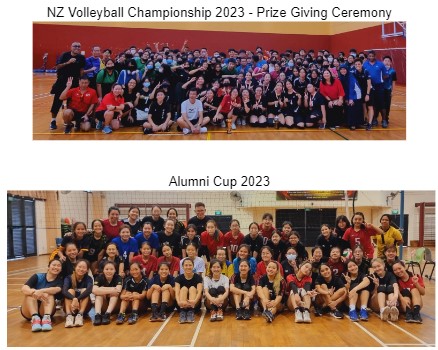 NZ Volleyball Championship 2023 - Prize Giving Ceremony
Alumni Cup 2023